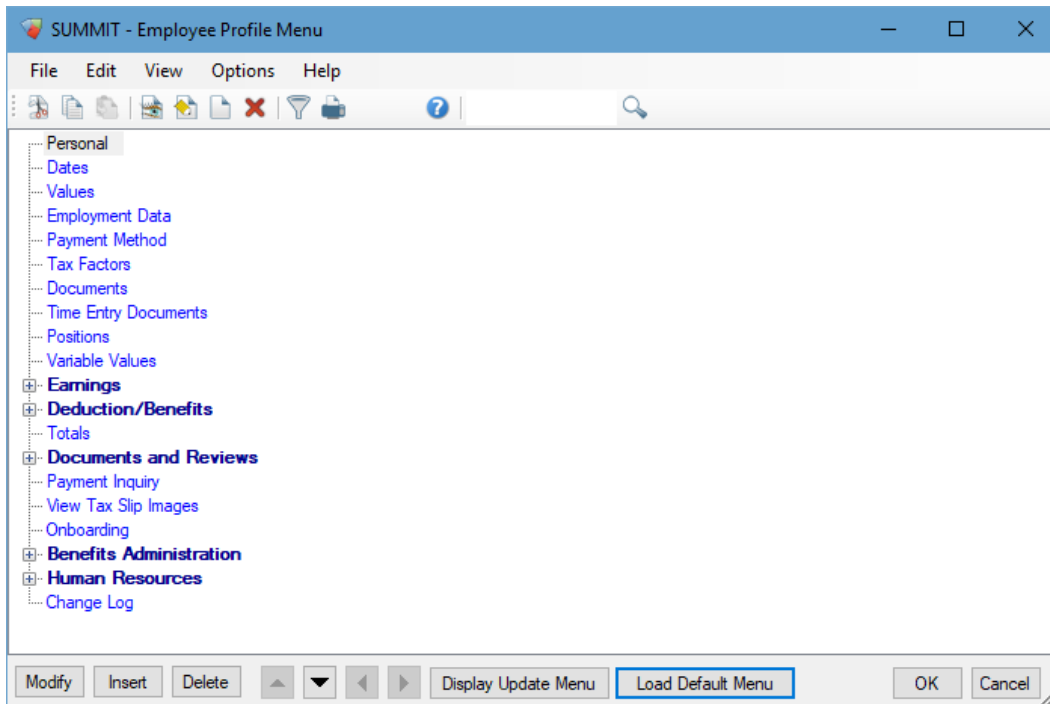 SUMMIT - Employee Profile Menu
File Edit View Options Help
Personal
Dates
Values
Employment Data
Payment Method
Tax Factors
Documents
Time Entry Documents
Positions
Variable Values
Earnings
Deduction/Benefits
Totals
Documents and Reviews
Payment Inquiry
View Tax Slip Images
Onboarding
Benefits Administration
Human Resources
Change Log
Modify Insert Delete Display Update Menu Load Default Menu OK Cancel